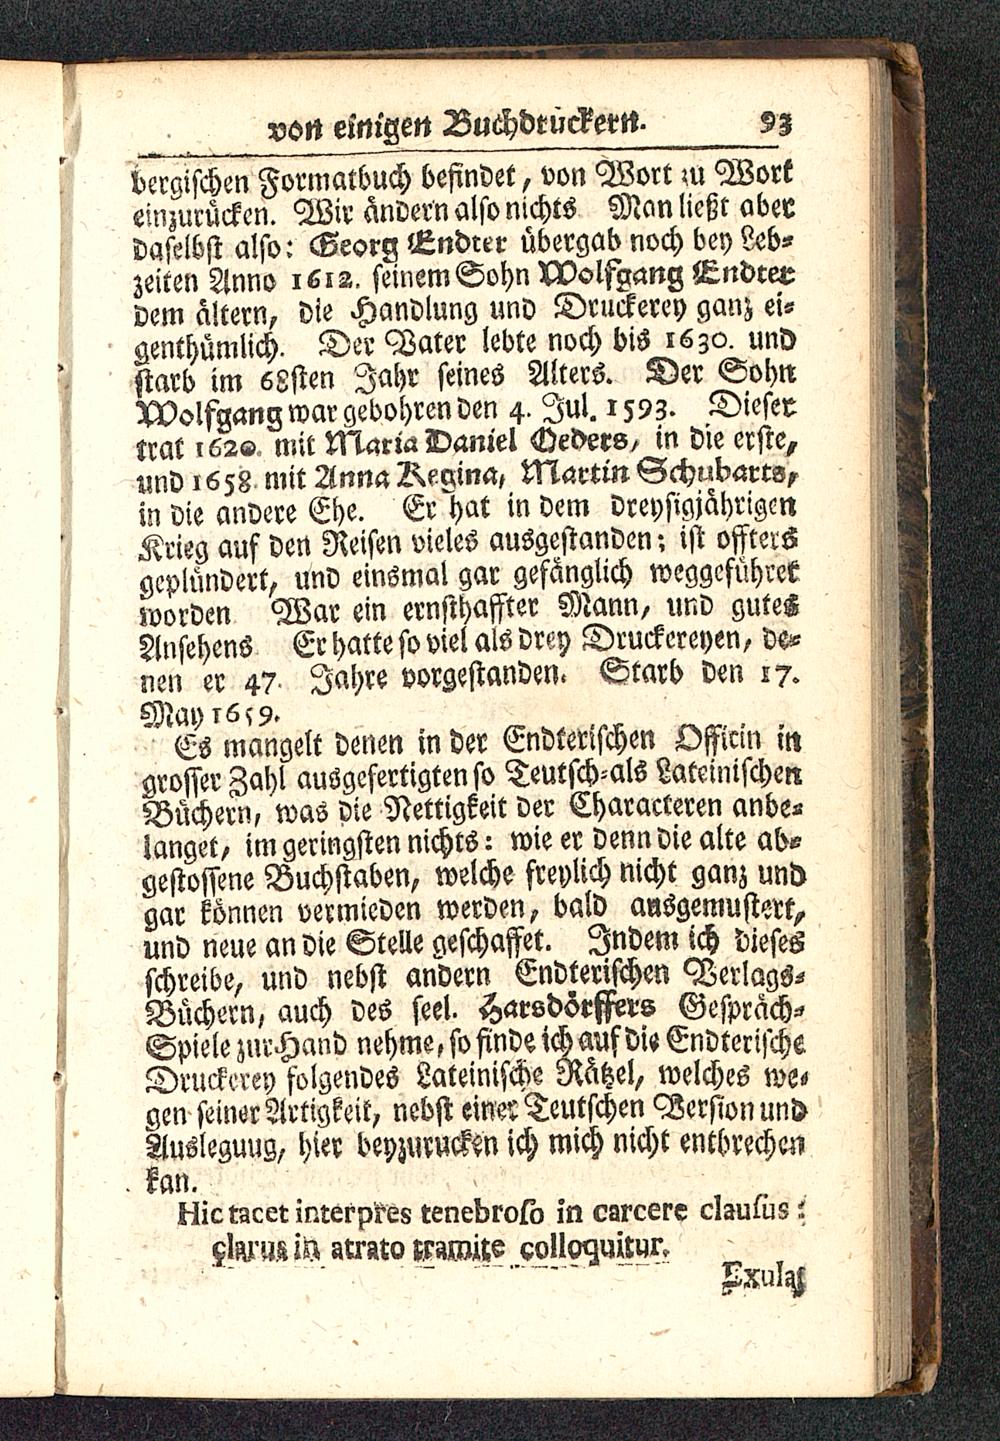 von einigen Buchdruckern. 93
bergischen Formatbuch befindet, von Wort zu Wort
einzurücken. Wir ändern also nichts Man ließt aber
daselbst also: Georg Endter übergab noch bey Leb-
zeiten Anno 1612. seinem Sohn Wolfgang Endter
dem ältern, die Handlung und Druckerey ganz ei-
genthümlich. Der Vater lebte noch bis 1630. und
starb im 68sten Jahr seines Alters. Der Sohn
Wolfgang war gebohren den 4. Jul. 1593. Dieser
trat 1620. mit Maria Daniel Oeders, in die erste,
und 1658. mit Anna Regina, Martin Schubarts,
in die andere Ehe. Er hat in dem dreysigjährigen
Krieg auf den Reisen vieles ausgestanden; ist offters
geplündert, und einsmal gar gefänglich weggeführet
worden War ein ernsthaffter Mann, und gutes
Ansehens Er hatte so viel als drey Druckereyen, de-
nen er 47. Jahre vorgestanden. Starb den 17.
May 1659.
Es mangelt denen in der Endterischen Officin in
grosser Zahl ausgefertigten so Teutsch-als Lateinischen
Büchern, was die Nettigkeit der Characteren anbe-
langet, im geringsten nichts: wie er denn die alte ab-
gestossene Buchstaben, welche freylich nicht ganz und
gar können vermieden werden, bald ausgemustert,
und neue an die Stelle geschaffet. Indem ich dieses
schreibe, und nebst andern Endterischen Verlags-
Büchern, auch des seel. Harsdörffers Gespräch-
Spiele zur Hand nehme, so finde ich auf die Endterische
Druckerey folgendes Lateinische Rätzel, welches we-
gen seiner Artigkeit, nebst einer Teutschen Version und
Auslegung, hier beyzurucken ich mich nicht entbrechen
kan.
Hic tacet interpres tenebroso in carcere clausus:
clarus in atrato tramite colloquitur.
Exulat